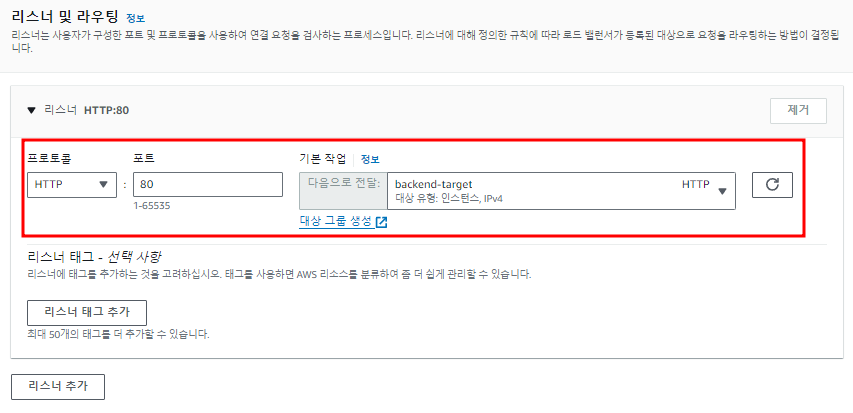 리스너 및 라우팅 정보
리스너는 사용자가 구성한 포트 및 프로토콜을 사용하여 연결 요청을 검사하는 프로세스입니다. 리스너에 대해 정의한 규칙에 따라 로드 밸런서가 등록된 대상으로 요청을 라우팅하는 방법이 결정됩
니다.
▼ 리스너 HTTP:80 제거
프로토콜 포트 기본 작업 정보
HTTP : 80 다음으로 전달: backend-target HTTP
대상 유형: 인스턴스, IPv4
1-65535
대상 그룹 생성
리스너 태그 - 선택 사항
리스너에 태그를 추가하는 것을 고려하십시오. 태그를 사용하면 AWS 리소스를 분류하여 좀 더 쉽게 관리할 수 있습니다.
리스너 태그 추가
최대 50개의 태그를 더 추가할 수 있습니다.
리스너 추가